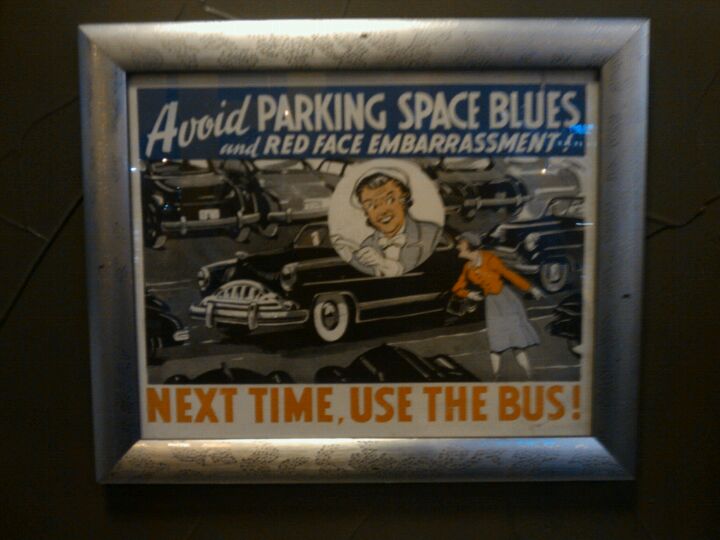 Avoid PARKING SPACE BLUES
and RED FACE EMBARRASSMENT!..
NEXT TIME, USE THE BUS!